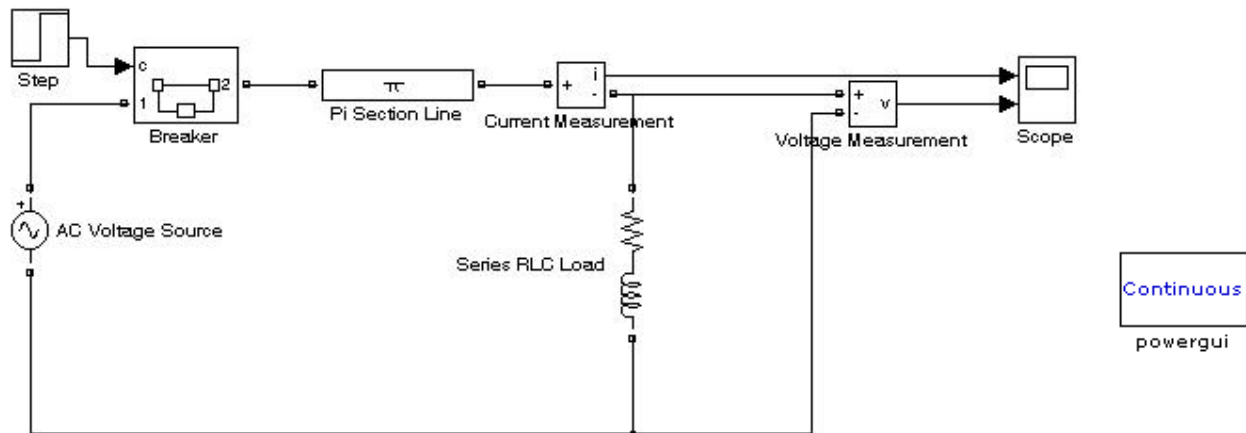 Step
c
1
2
Breaker
π
Pi Section Line
+
i
-
Current Measurement
+
-
v
Voltage Measurement
Scope
+
AC Voltage Source
Series RLC Load
Continuous
powergui